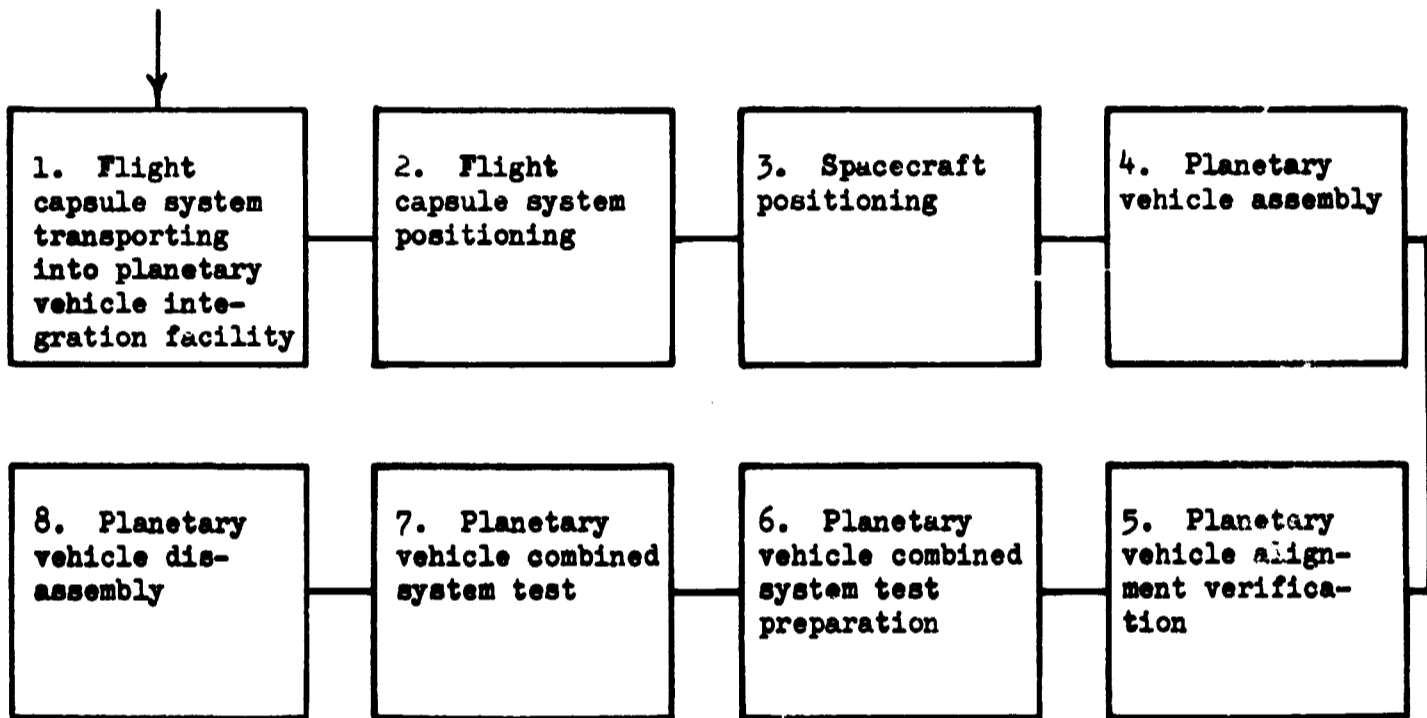 1. Flight
capsule system
transporting
into planetary
vehicle inte-
gration facility
2. Flight
capsule system
positioning
3. Spacecraft
positioning
4. Planetary
vehicle assembly
5. Planetary
vehicle align-
ment verifica-
tion
6. Planetary
vehicle combined
system test
preparation
7. Planetary
vehicle combined
system test
8. Planetary
vehicle dis-
assembly